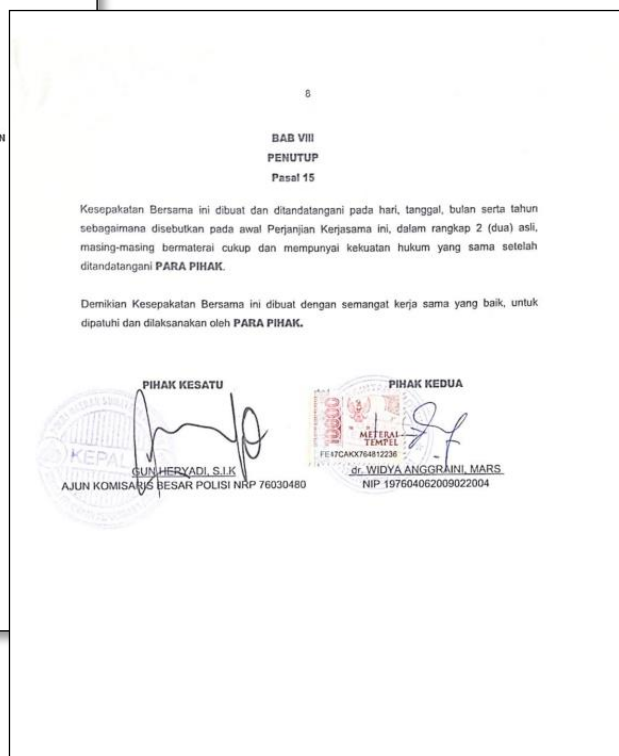 N
8
BAB VIII
PENUTUP
Pasal 15
Kesepakatan Bersama ini dibuat dan ditandatangani pada hari, tanggal, bulan serta tahun
sebagaimana disebutkan pada awal Perjanjian Kerjasama ini, dalam rangkap 2 (dua) asli,
masing-masing bermaterai cukup dan mempunyai kekuatan hukum yang sama setelah
ditandatangani PARA PIHAK.
Demikian Kesepakatan Bersama ini dibuat dengan semangat kerja sama yang baik, untuk
dipatuhi dan dilaksanakan oleh PARA PIHAK.
PIHAK KESATU
KEPAL
GUN HERYADI, S.I.K
AJUN KOMISARIS BESAR POLISI NRP 76030480
PIHAK KEDUA
10000
METERAI
TEMPEL
FE47CAKX764812236
dr. WIDYA ANGGRAINI, MARS
NIP 197604062009022004